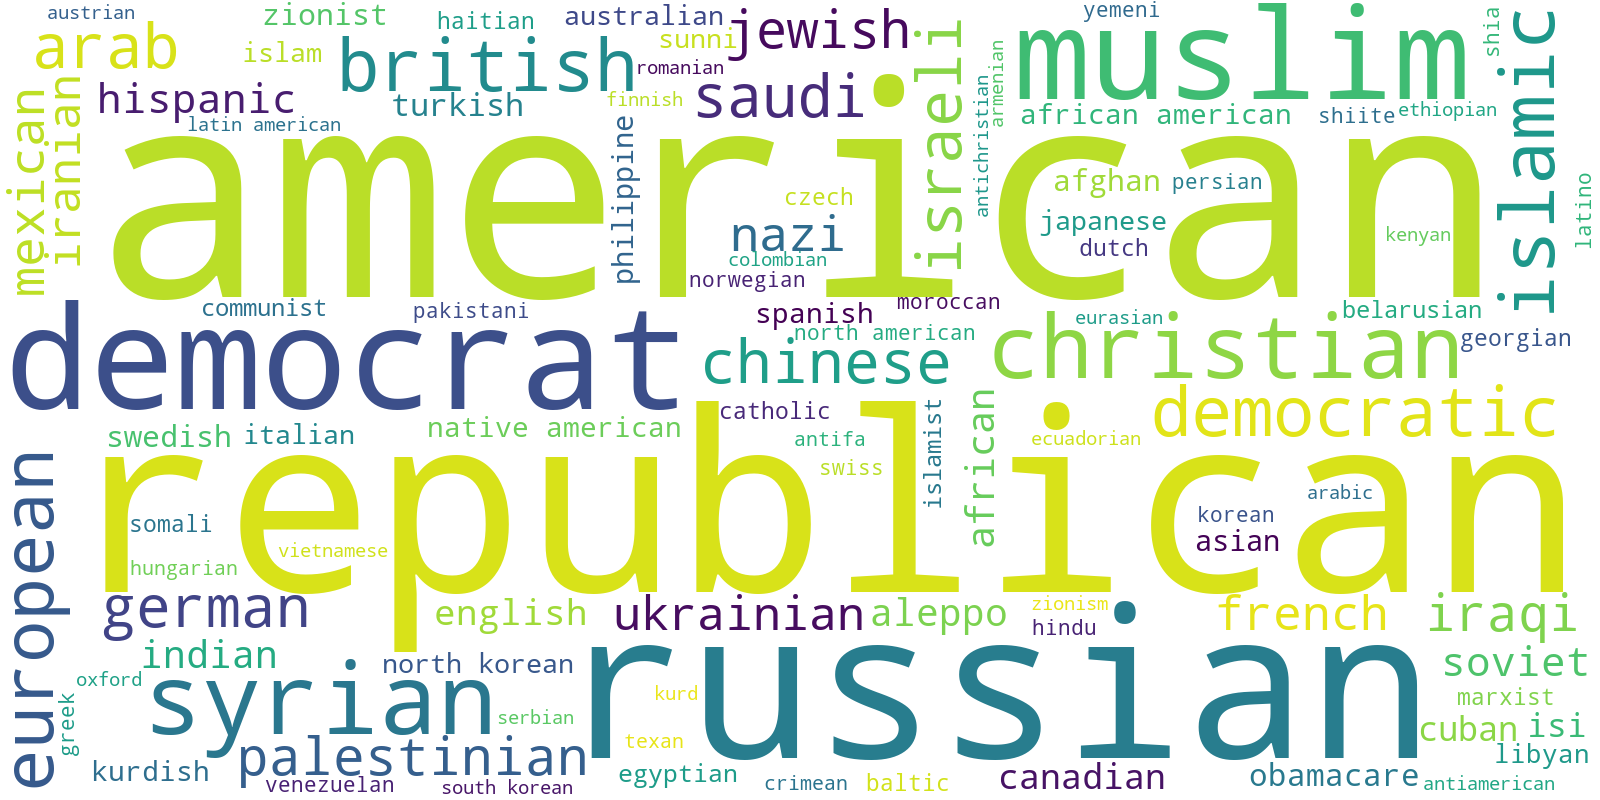 austrian
zionist
haitian
australian
jewish
yemeni
muslim
shia
islamic
arab
islam
british
sunni
romanian
saudi
israeli
armenian
mexican
iranian
hispanic
turkish
finnish
antichristian
african american
shiite
ethiopian
latin american
philippine
american
czech
afghan
persian
latino
nazi
japanese
kenyan
colombian
dutch
norwegian
communist
pakistani
moroccan
spanish
north american
eurasian
belarusian
democrat
chinese
christian
georgian
catholic
islamist
african
democratic
swedish
italian
native american
antifa
ecuadorian
swiss
european
republican
arabic
somali
korean
asian
vietnamese
hungarian
german
english
ukrainian
aleppo
zionism
hindu
french
iraqi
indian
north korean
russian
soviet
oxford
syrian
kurd
marxist
greek
serbian
cuban
isi
texan
palestinian
libyan
kurdish
egyptian
canadian
obamacare
venezuelan
south korean
crimean
baltic
antiamerican